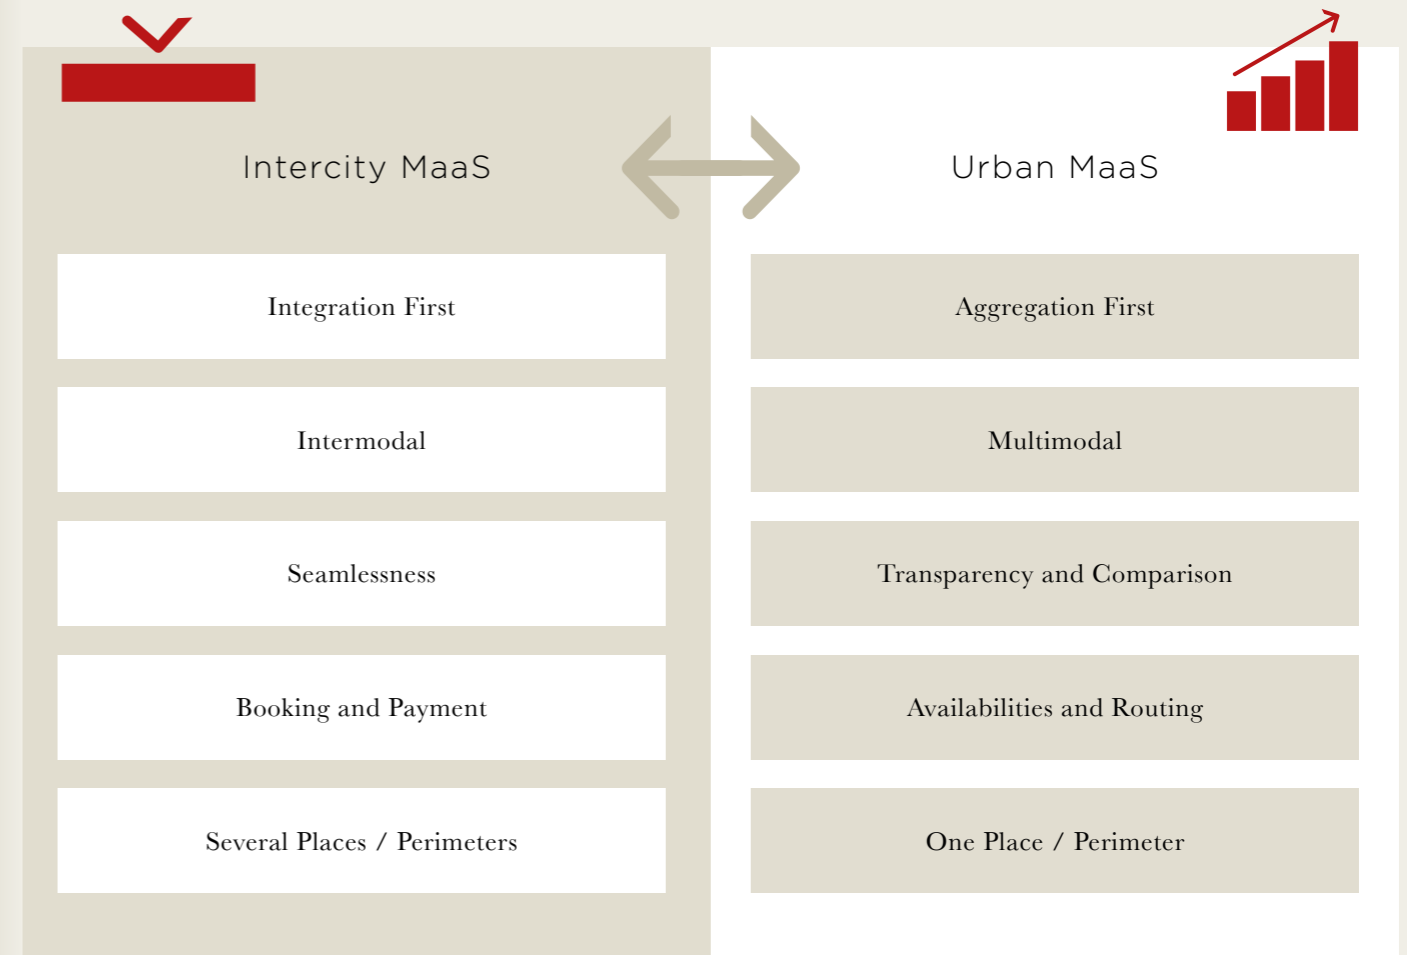 Intercity MaaS
Urban MaaS
Integration First
Aggregation First
Intermodal
Multimodal
Seamlessness
Transparency and Comparison
Booking and Payment
Availabilities and Routing
Several Places / Perimeters
One Place / Perimeter